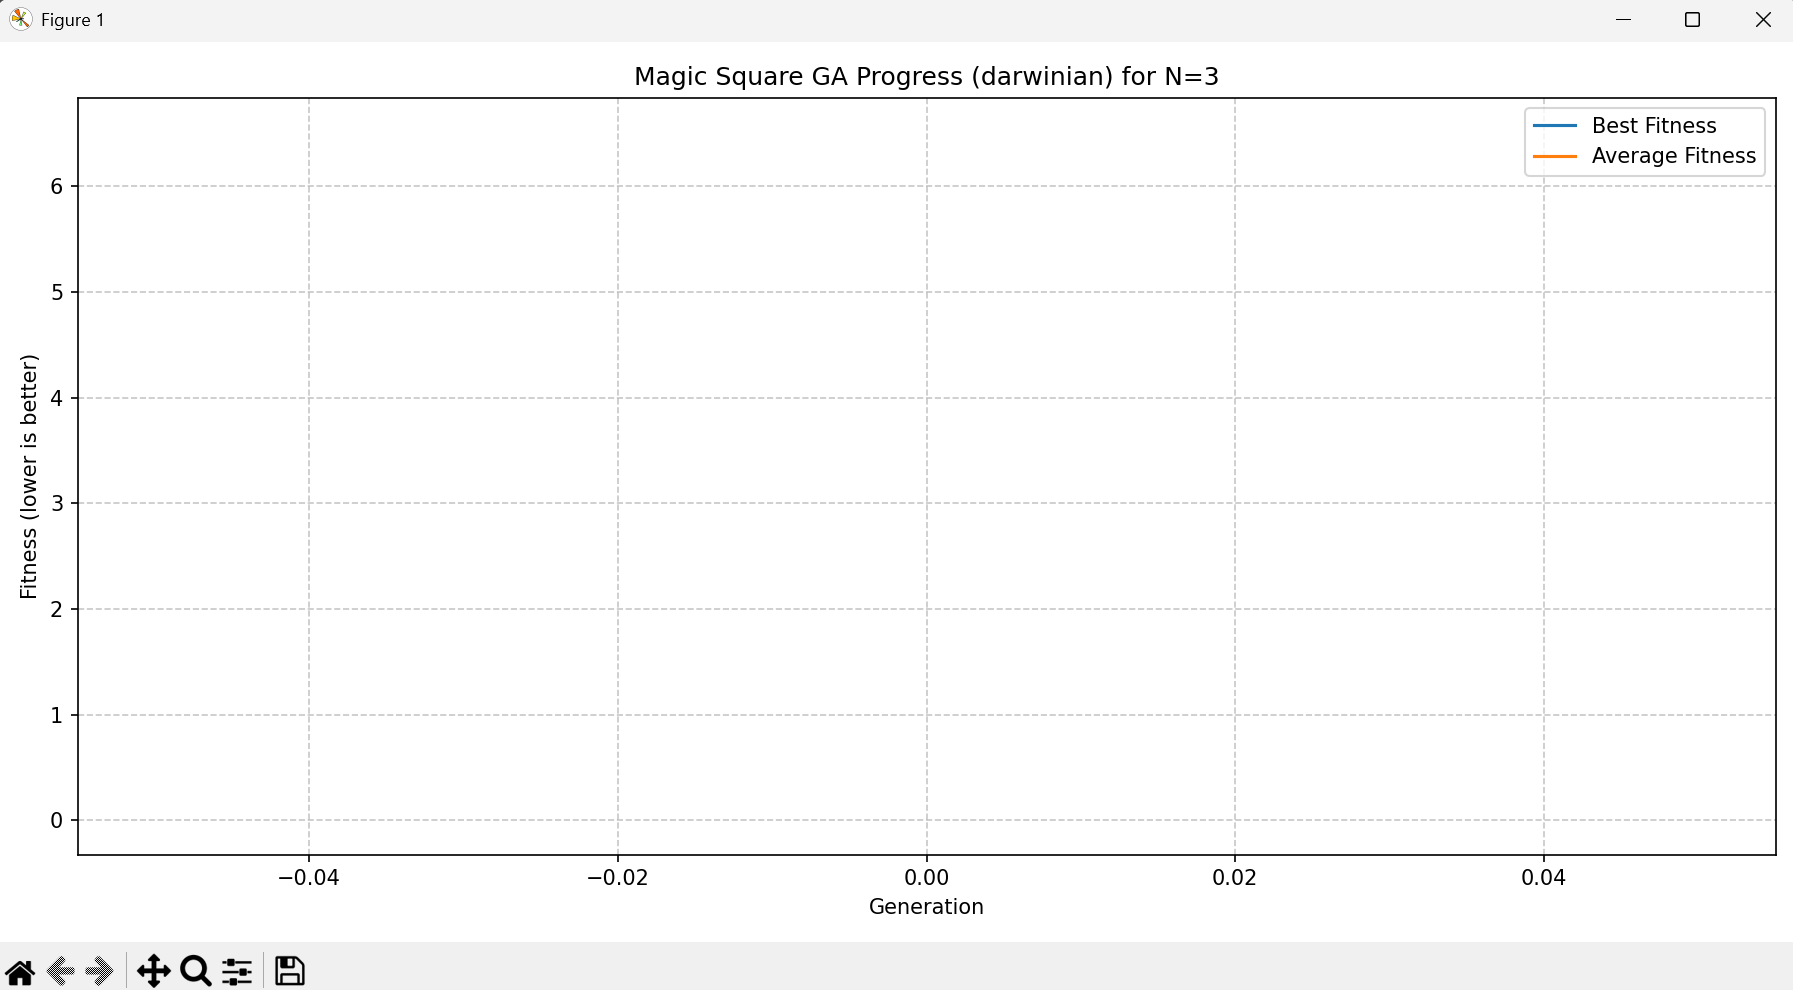 Figure 1
Magic Square GA Progress (darwinian) for N=3
Best Fitness
Average Fitness
6
5
4
3
2
1
0
Fitness (lower is better)
−0.04
−0.02
0.00
0.02
0.04
Generation